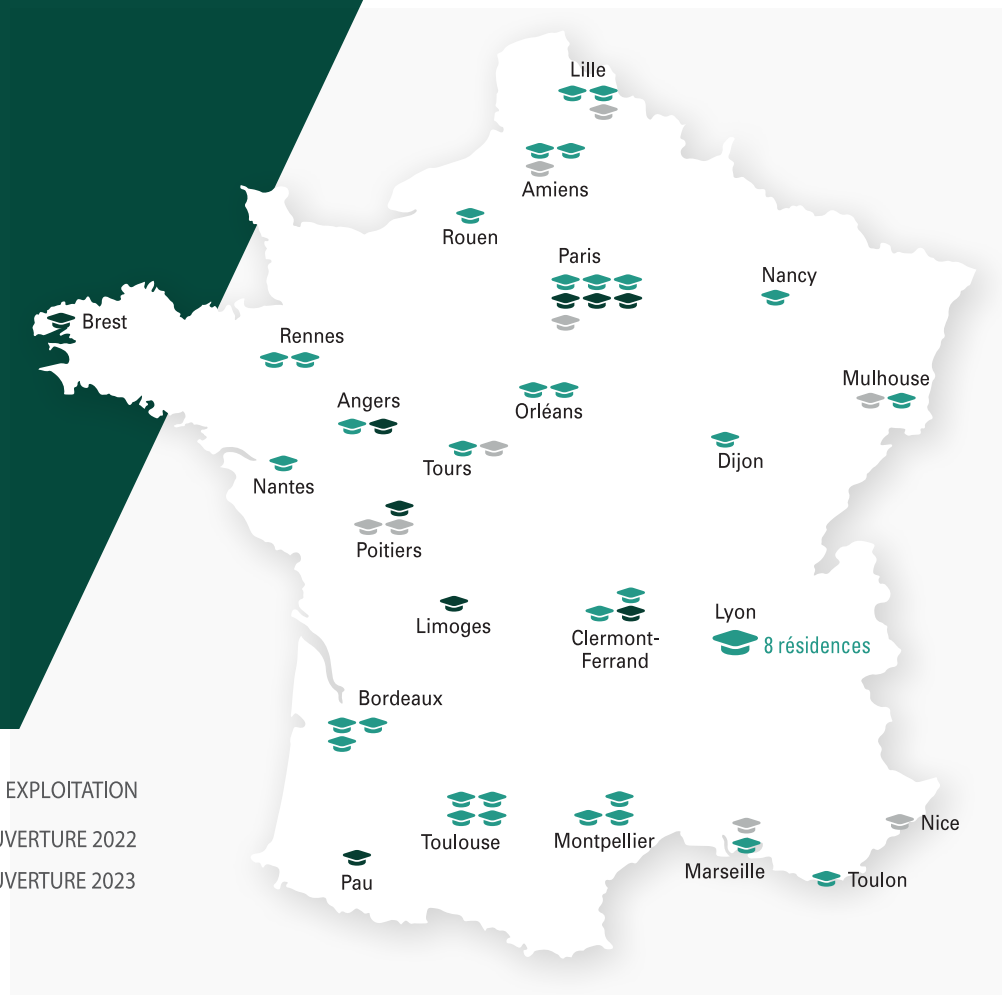 Lille
Amiens
Rouen
Paris
Nancy
Brest
Rennes
Mulhouse
Angers
Orléans
Tours
Dijon
Nantes
Poitiers
Limoges
Clermont-
Ferrand
Lyon
8 résidences
Bordeaux
EXPLOITATION
UVERTURE 2022
UVERTURE 2023
Toulouse
Montpellier
Nice
Marseille
Pau
Toulon